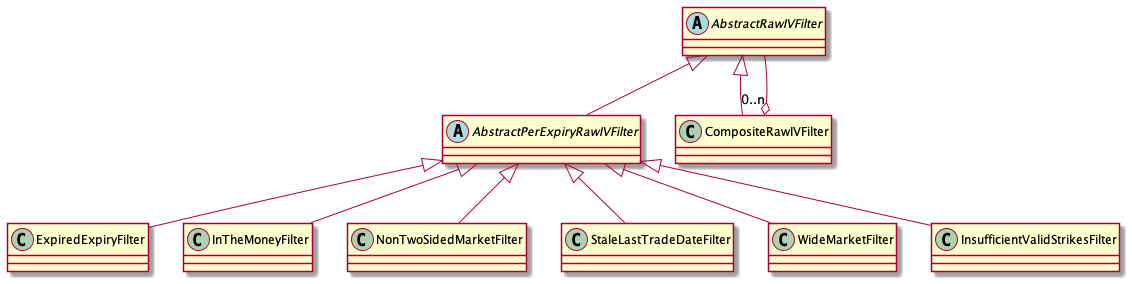 A AbstractRawIVFilter
0..n
A AbstractPerExpiryRawIVFilter
C CompositeRawIVFilter
C ExpiredExpiryFilter
C InTheMoneyFilter
C NonTwoSidedMarketFilter
C StaleLastTradeDateFilter
C WideMarketFilter
C InsufficientValidStrikesFilter